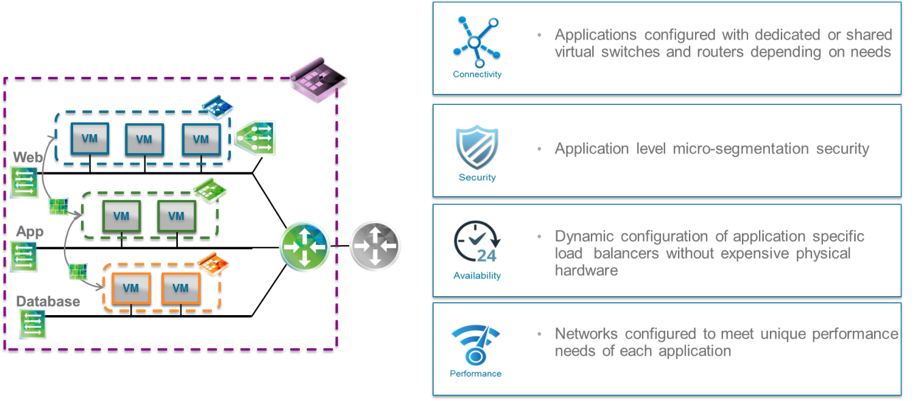 VM VM VM
Web
VM VM
App
VM VM
Database
Connectivity
• Applications configured with dedicated or shared
virtual switches and routers depending on needs
Security
• Application level micro-segmentation security
24
Availability
• Dynamic configuration of application specific
load balancers without expensive physical
hardware
Performance
• Networks configured to meet unique performance
needs of each application